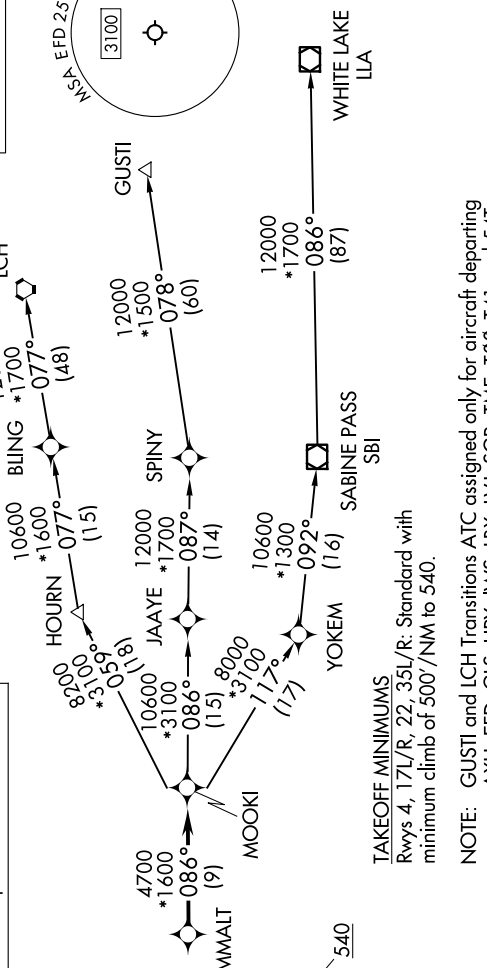 MSA EFD 25
3100
LCH
*1700
077°
(48)
BLING
10600
*1600
077°
(15)
HOURN
8200
*3100
059°
(18)
GUSTI
12000
*1500
078°
(60)
SPINY
12000
*1700
087°
(14)
JAAYE
10600
*3100
086°
(15)
MOOKI
4700
*1600
086°
(9)
MMALT
WHITE LAKE
LLA
12000
*1700
086°
(87)
SABINE PASS
SBI
10600
*1300
092°
(16)
YOKEM
8000
*3100
117°
(17)
540
TAKEOFF MINIMUMS
Rwys 4, 17L/R, 22, 35L/R: Standard with
minimum climb of 500'/NM to 540.
NOTE: GUSTI and LCH Transitions ATC assigned only for aircraft departing